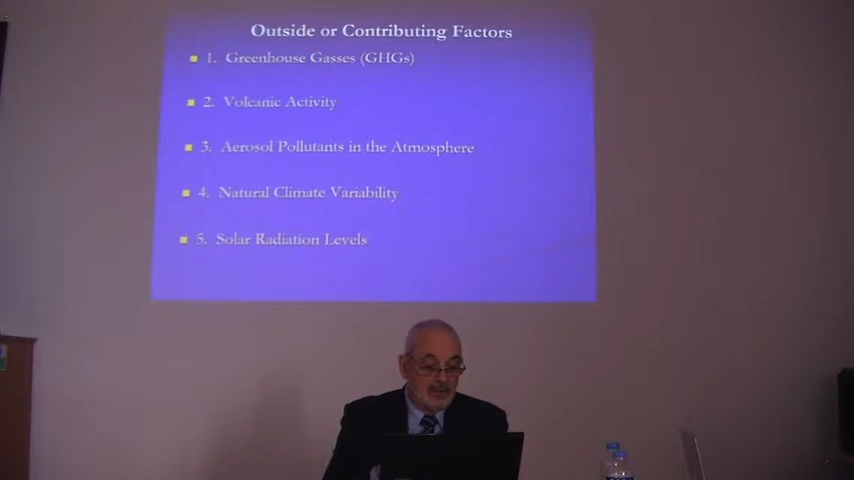 Outside or Contributing Factors
1. Greenhouse Gasses (GHGs)
2. Volcanic Activity
3. Aerosol Pollutants in the Atmosphere
4. Natural Climate Variability
5. Solar Radiation Levels